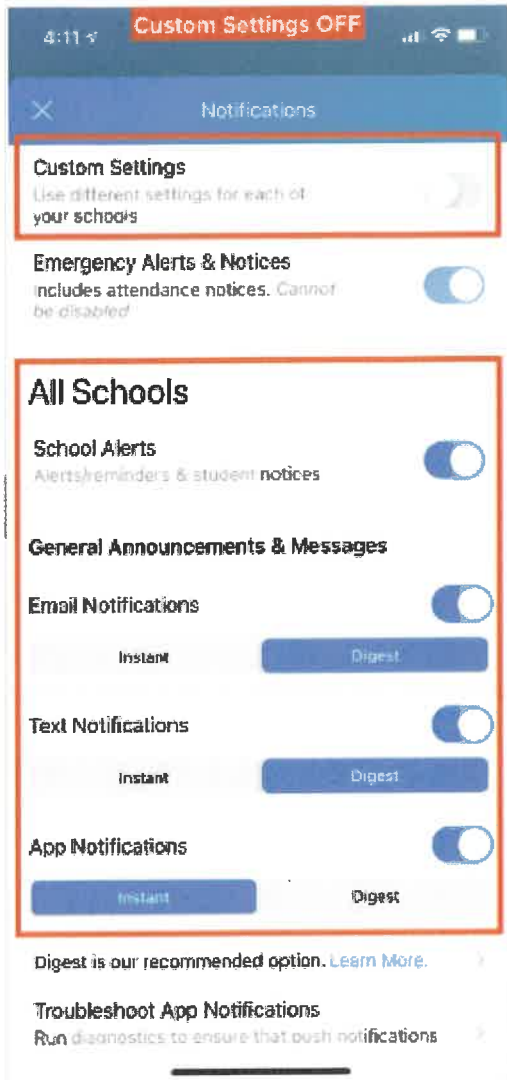 Custom Settings OFF
4:11
Notifications
Custom Settings
Use different settings for each of
your schools
Emergency Alerts & Notices
Includes attendance notices. Cannot
be disabled
All Schools
School Alerts
Alerts/reminders & student notices
General Announcements & Messages
Email Notifications
Instant Digest
Text Notifications
Instant Digest
App Notifications
Instant Digest
Digest is our recommended option. Learn More.
Troubleshoot App Notifications
Run diagnostics to ensure that push notifications